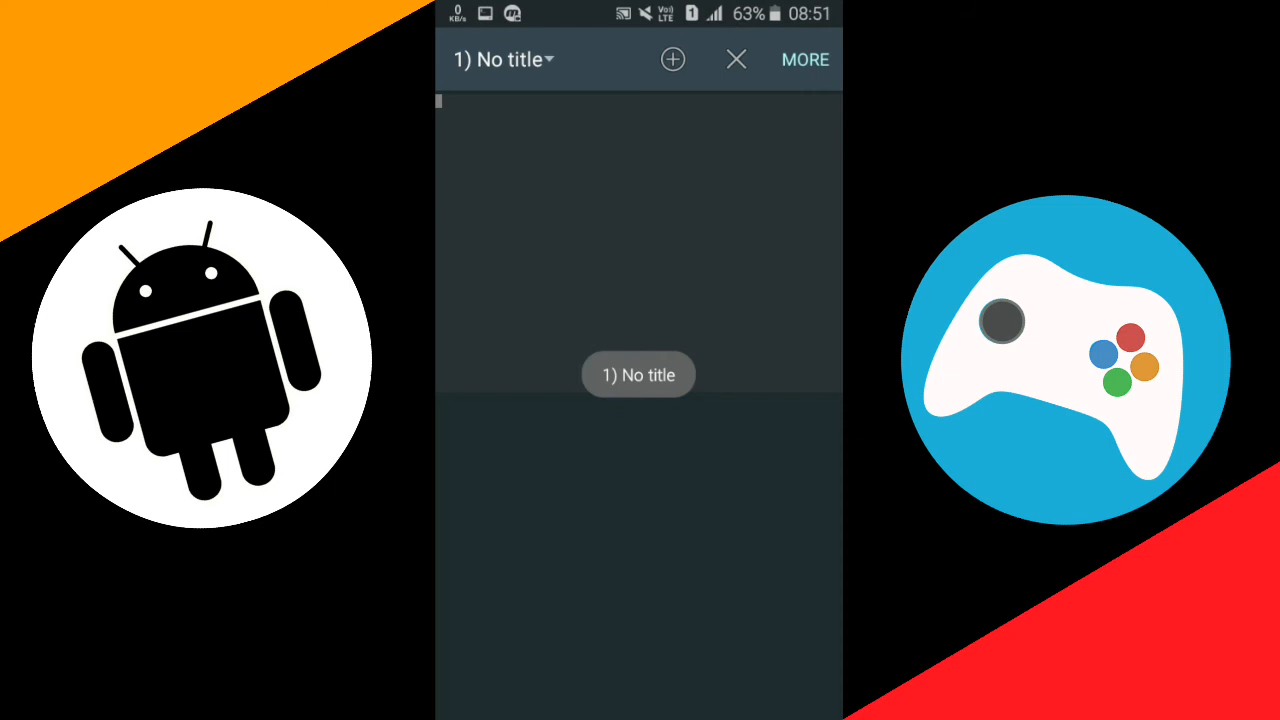 0
KB/s
Vo))
LTE
1
63%
08:51
1) No title
MORE
1) No title